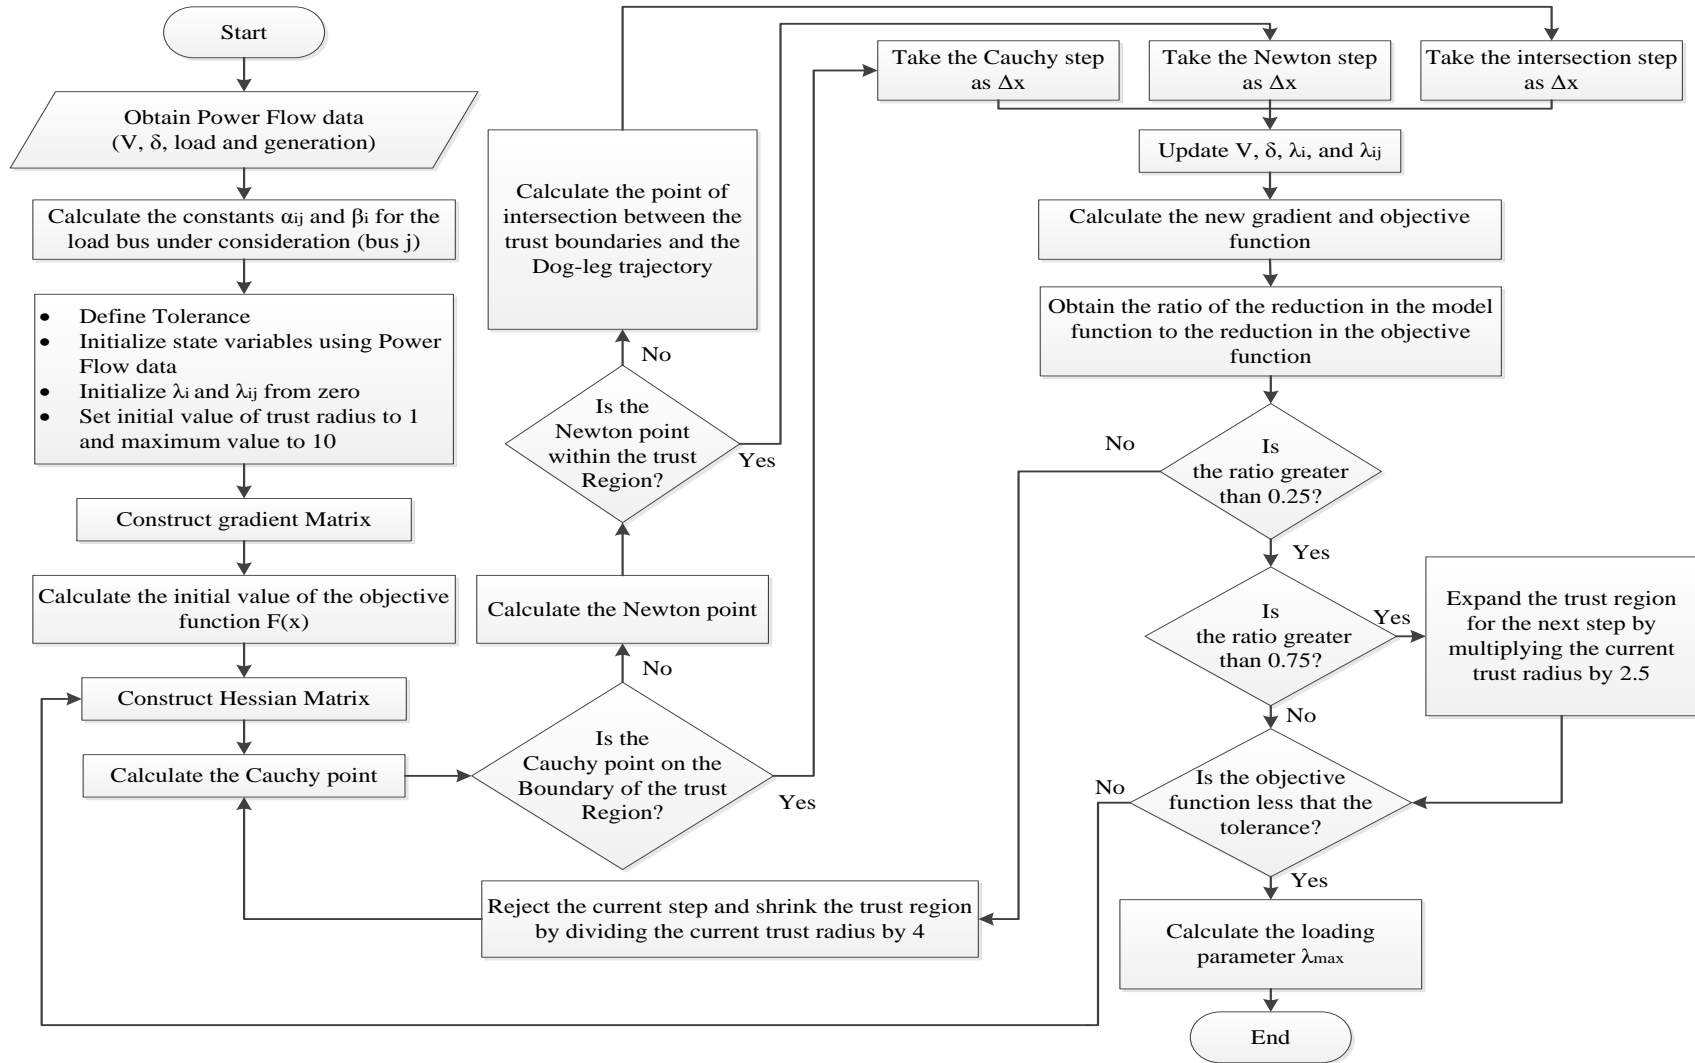 Start
Obtain Power Flow data
(V, δ, load and generation)
Calculate the constants αij and βi for the
load bus under consideration (bus j)
• Define Tolerance
• Initialize state variables using Power
Flow data
• Initialize λi and λij from zero
• Set initial value of trust radius to 1
and maximum value to 10
Construct gradient Matrix
Calculate the initial value of the objective
function F(x)
Construct Hessian Matrix
Calculate the Cauchy point
Is the
Cauchy point on the
Boundary of the trust
Region?
No
Yes
Calculate the Newton point
Is the
Newton point
within the trust
Region?
No
Yes
Calculate the point of
intersection between the
trust boundaries and the
Dog-leg trajectory
Take the Cauchy step
as Δx
Take the Newton step
as Δx
Take the intersection step
as Δx
Update V, δ, λi, and λij
Calculate the new gradient and objective
function
Obtain the ratio of the reduction in the model
function to the reduction in the objective
function
Is
the ratio greater
than 0.25?
No
Yes
Reject the current step and shrink the trust region
by dividing the current trust radius by 4
Is
the ratio greater
than 0.75?
Yes
No
Expand the trust region
for the next step by
multiplying the current
trust radius by 2.5
Is the objective
function less that the
tolerance?
No
Yes
Calculate the loading
parameter λmax
End